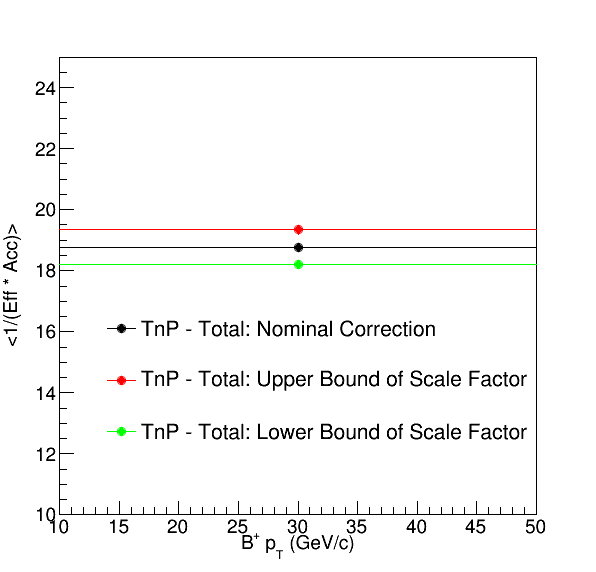 24
22
20
18
16
14
12
10
<1/(Eff * Acc)>
TnP - Total: Nominal Correction
TnP - Total: Upper Bound of Scale Factor
TnP - Total: Lower Bound of Scale Factor
10 15 20 25 30 35 40 45 50
B⁺ p_T (GeV/c)